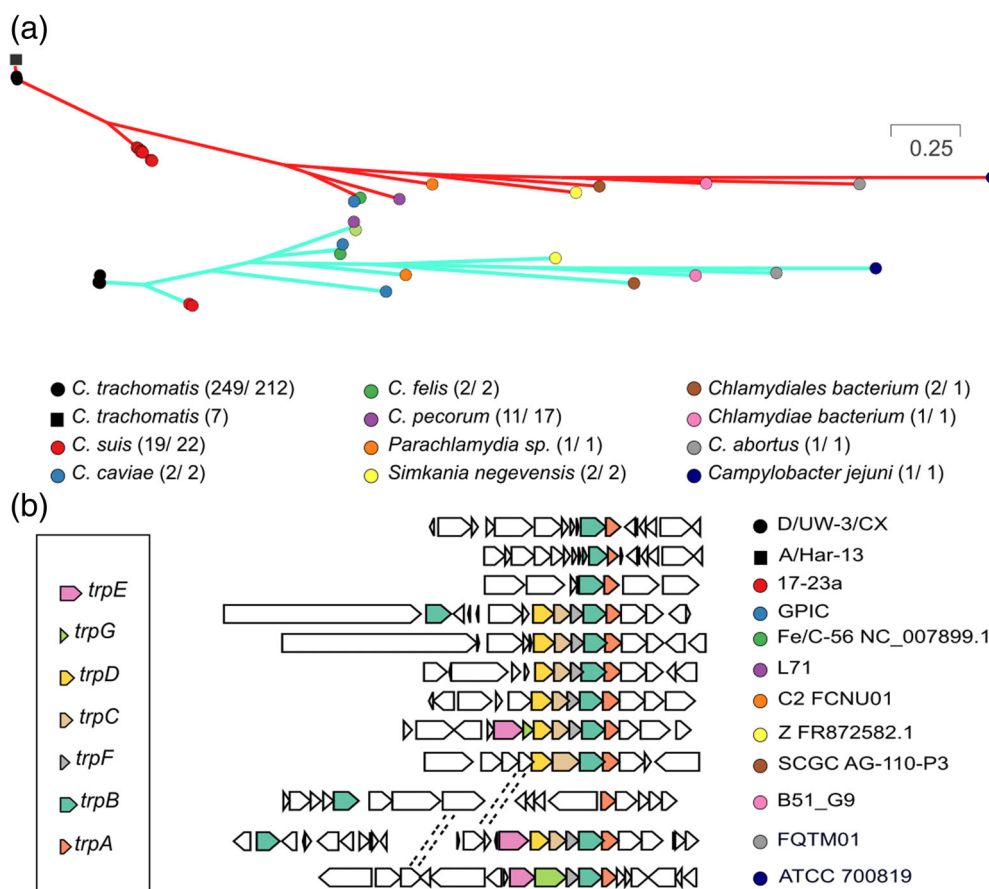 (a)
0.25
C. trachomatis (249/ 212)
C. trachomatis (7)
C. suis (19/ 22)
C. caviae (2/ 2)
C. felis (2/ 2)
C. pecorum (11/ 17)
Parachlamydia sp. (1/ 1)
Simkania negevensis (2/ 2)
Chlamydiales bacterium (2/ 1)
Chlamydiae bacterium (1/ 1)
C. abortus (1/ 1)
Campylobacter jejuni (1/ 1)
(b)
trpE
trpG
trpD
trpC
trpF
trpB
trpA
D/UW-3/CX
A/Har-13
17-23a
GPIC
Fe/C-56 NC_007899.1
L71
C2 FCNU01
Z FR872582.1
SCGC AG-110-P3
B51_G9
FQTM01
ATCC 700819